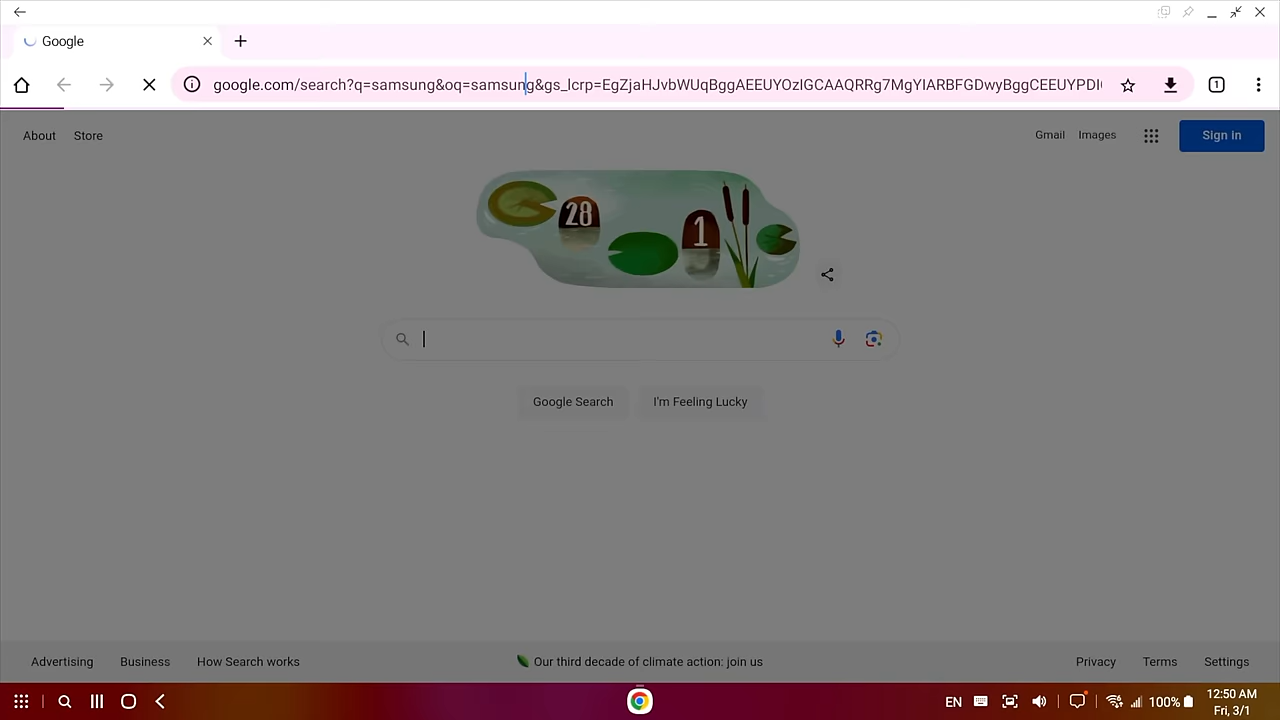 Google
google.com/search?q=samsung&oq=samsung&gs_lcrp=EgZjaHJvbWUqBggAEEUYOzIGCAAQRRg7MgYIARBFGDwyBggCEEUYPDI
About Store Gmail Images Sign in
28 1
Google Search I'm Feeling Lucky
Advertising Business How Search works Our third decade of climate action: join us Privacy Terms Settings
EN 100% 12:50 AM
Fri, 3/1